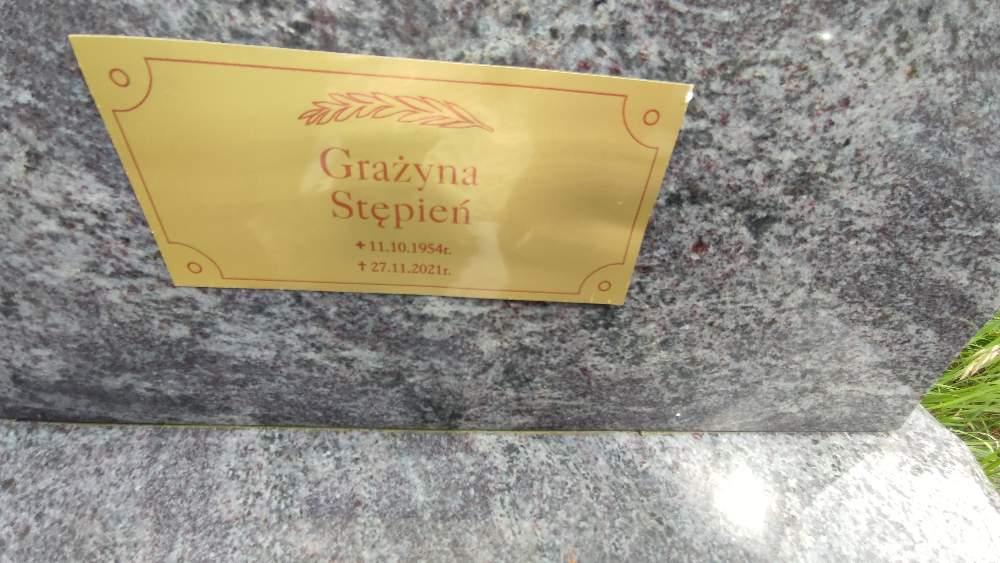 Grażyna
Stępień
+ 11.10.1954r.
† 27.11.2021r.